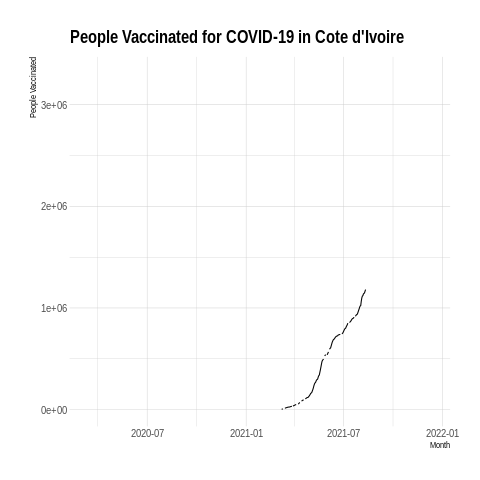 People Vaccinated for COVID-19 in Cote d'Ivoire
People Vaccinated
3e+06
2e+06
1e+06
0e+00
2020-07
2021-01
2021-07
2022-01
Month